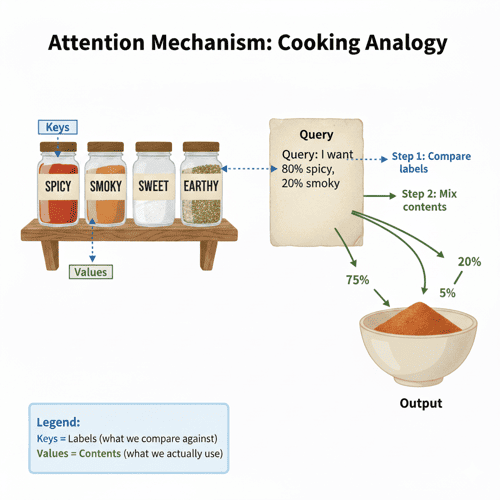 Attention Mechanism: Cooking Analogy
Keys
SPICY
SMOKY
SWEET
EARTHY
Values
Query
Query: I want
80% spicy,
20% smoky
Step 1: Compare
labels
Step 2: Mix
contents
75%
20%
5%
Output
Legend:
Keys = Labels (what we compare against)
Values = Contents (what we actually use)